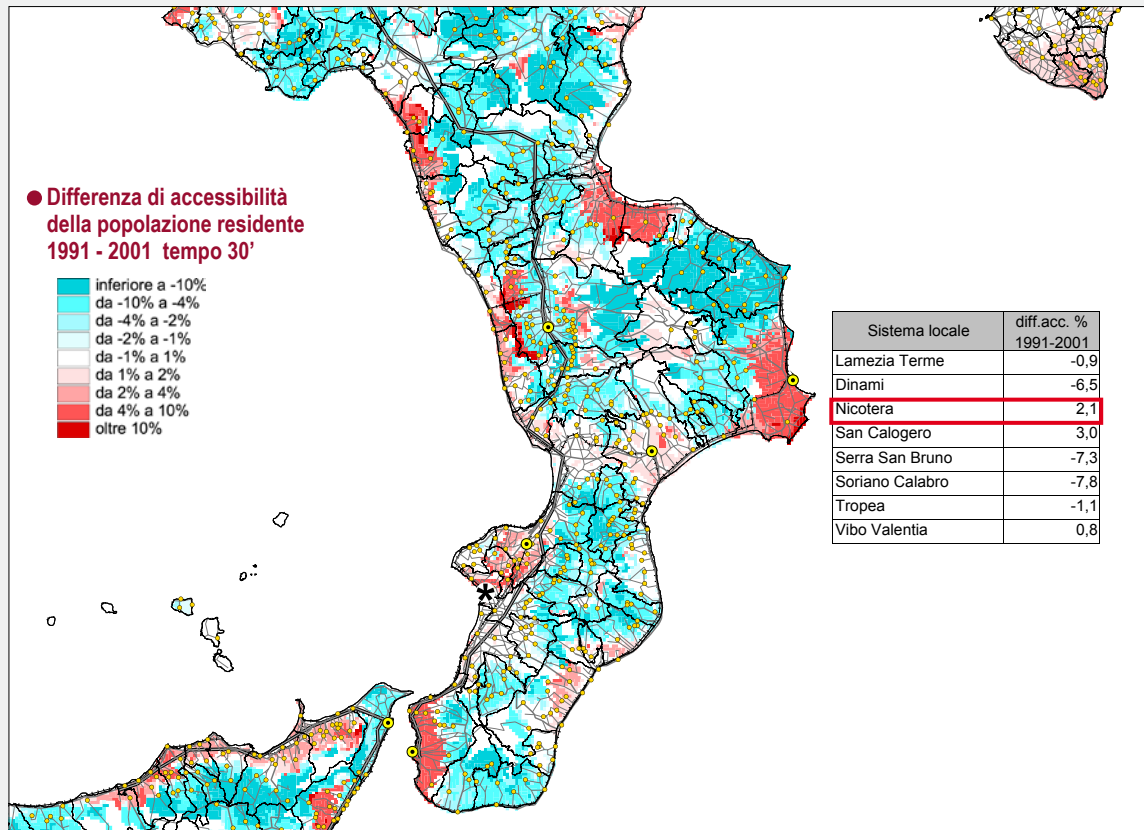 Differenza di accessibilità
della popolazione residente
1991 - 2001 tempo 30'
inferiore a -10%
da -10% a -4%
da -4% a -2%
da -2% a -1%
da -1% a 1%
da 1% a 2%
da 2% a 4%
da 4% a 10%
oltre 10%
Sistema locale diff.acc. %
1991-2001
Lamezia Terme -0,9
Dinami -6,5
Nicotera 2,1
San Calogero 3,0
Serra San Bruno -7,3
Soriano Calabro -7,8
Tropea -1,1
Vibo Valentia 0,8
*